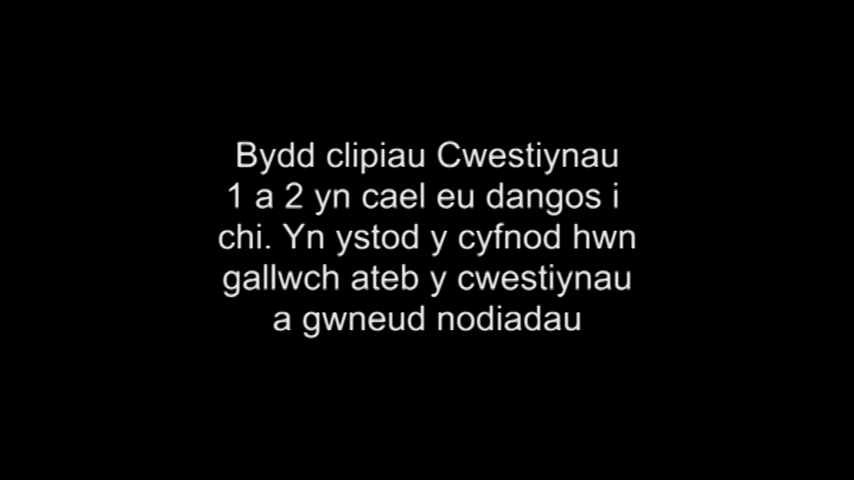 Bydd clipiau Cwestiynau
1 a 2 yn cael eu dangos i
chi. Yn ystod y cyfnod hwn
gallwch ateb y cwestiynau
a gwneud nodiadau